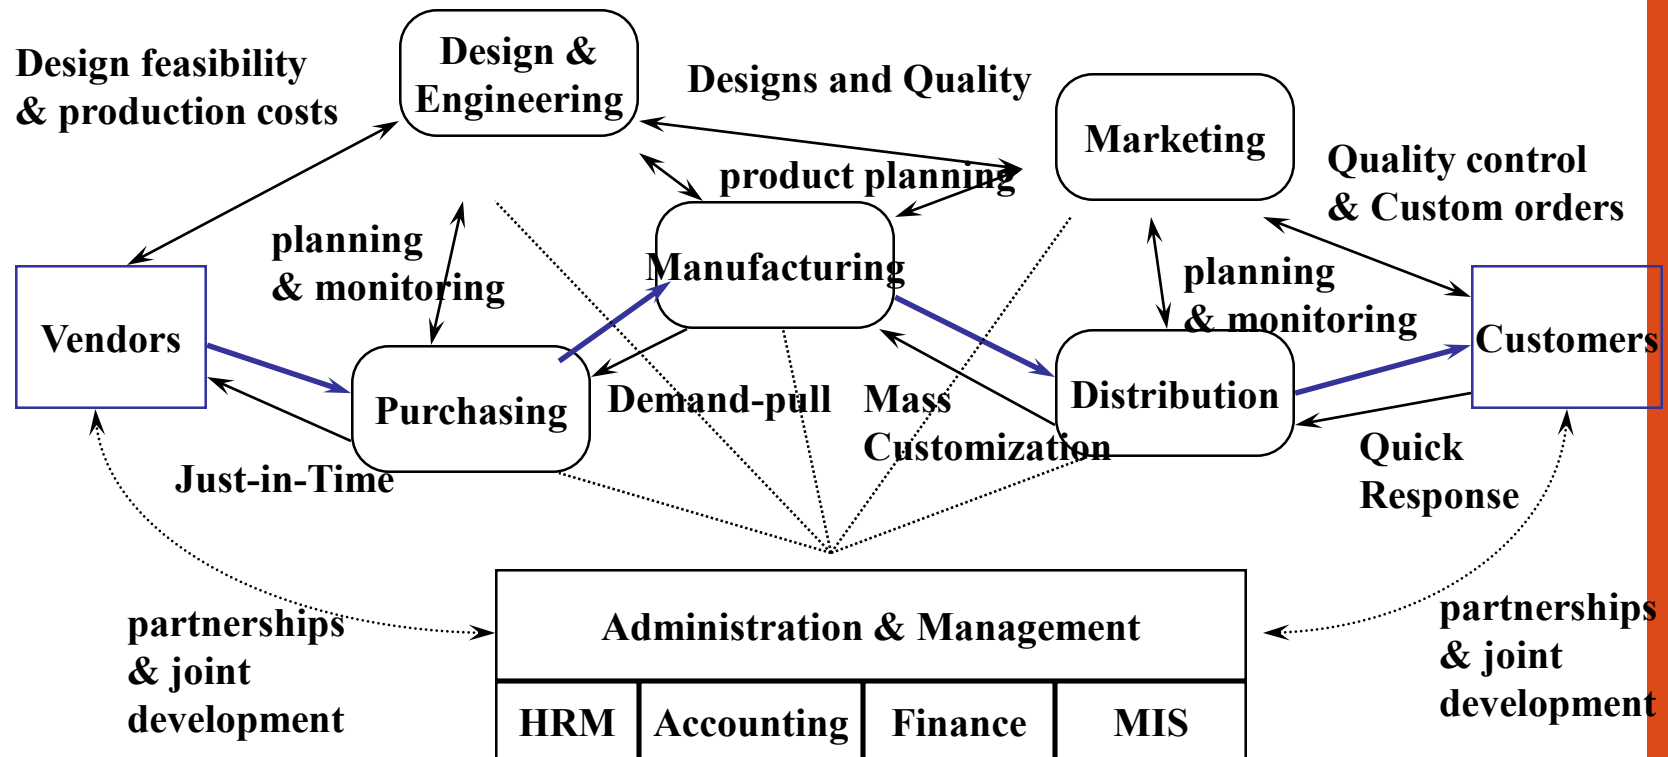 Design feasibility
& production costs
Design &
Engineering
Designs and Quality
Marketing
Quality control
& Custom orders
product planning
planning
& monitoring
Manufacturing
planning
& monitoring
Vendors
Customers
Purchasing
Demand-pull
Mass
Customization
Distribution
Just-in-Time
Quick
Response
partnerships
& joint
development
Administration & Management
partnerships
& joint
development
HRM
Accounting
Finance
MIS